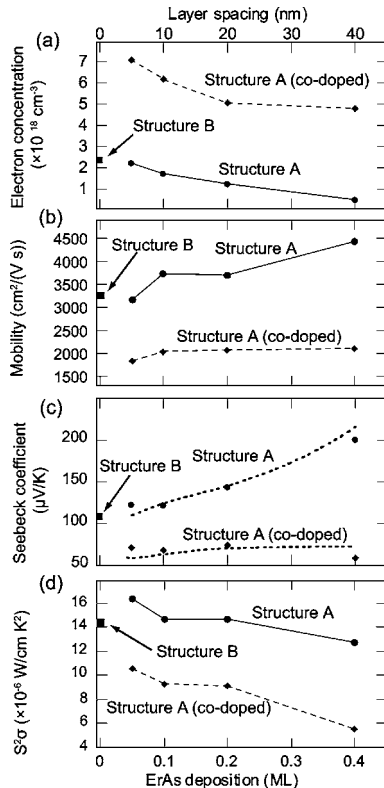 Layer spacing (nm)
0 10 20 30 40
(a)
Electron concentration
(×10 18 cm-3)
7
6
5
4
3
2
1
Structure A (co-doped)
Structure B
Structure A
(b)
Mobility (cm²/(V s))
4500
4000
3500
3000
2500
2000
1500
Structure B
Structure A
Structure A (co-doped)
(c)
Seebeck coefficient
(µV/K)
200
150
100
50
Structure A
Structure B
Structure A (co-doped)
(d)
S²σ (×10⁻⁶ W/cm K²)
16
14
12
10
8
6
4
Structure A
Structure B
Structure A (co-doped)
0 0.1 0.2 0.3 0.4
ErAs deposition (ML)